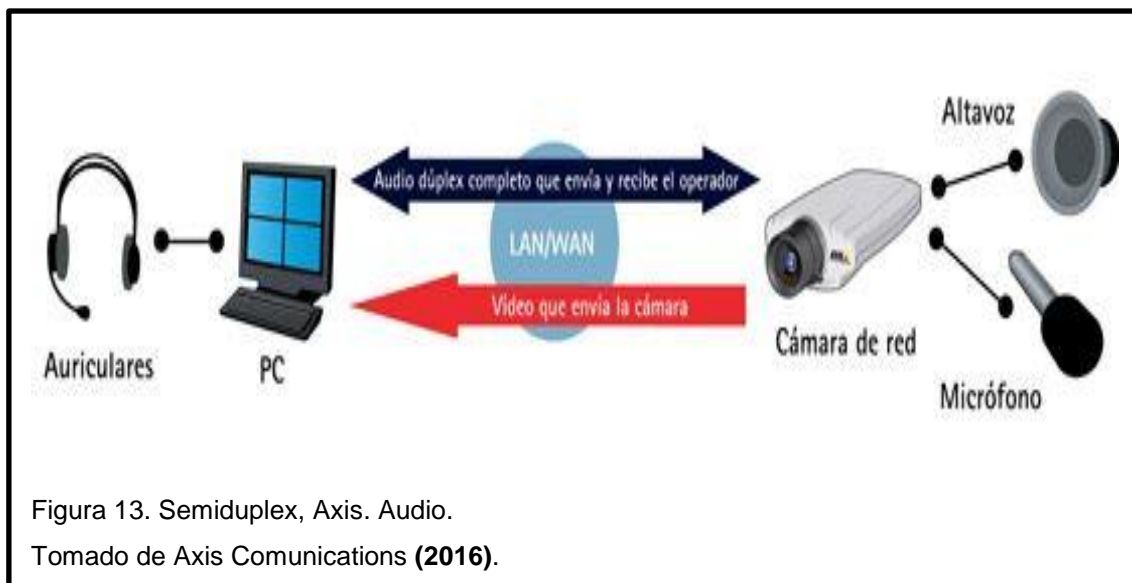 Altavoz
Audio dúplex completo que envía y recibe el operador
LAN/WAN
Vídeo que envía la cámara
Auriculares
PC
Cámara de red
Micrófono
Figura 13. Semiduplex, Axis. Audio.
Tomado de Axis Comunications (2016).